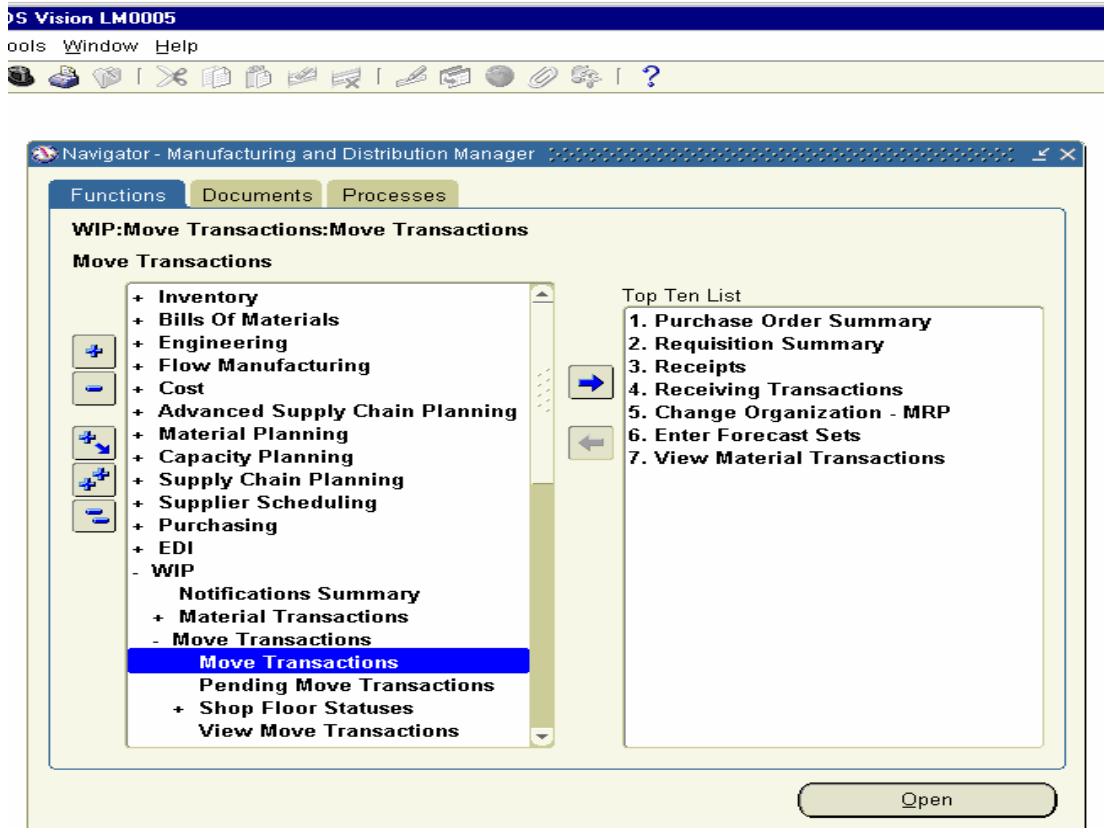 OS Vision LM0005
ools Window Help
Navigator - Manufacturing and Distribution Manager
Functions Documents Processes
WIP:Move Transactions:Move Transactions
Move Transactions
+ Inventory
+ Bills Of Materials
+ Engineering
+ Flow Manufacturing
+ Cost
+ Advanced Supply Chain Planning
+ Material Planning
+ Capacity Planning
+ Supply Chain Planning
+ Supplier Scheduling
+ Purchasing
+ EDI
- WIP
Notifications Summary
+ Material Transactions
- Move Transactions
Move Transactions
Pending Move Transactions
+ Shop Floor Statuses
View Move Transactions
Top Ten List
1. Purchase Order Summary
2. Requisition Summary
3. Receipts
4. Receiving Transactions
5. Change Organization - MRP
6. Enter Forecast Sets
7. View Material Transactions
Open